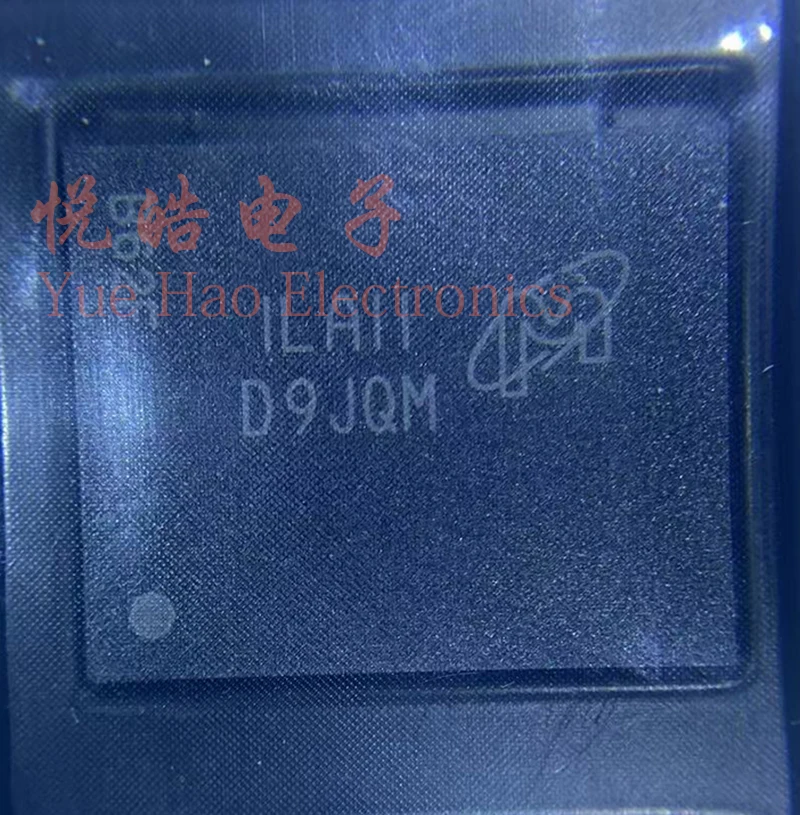 悦皓电子
Yue Hao Electronics
1LA11
D9JQM